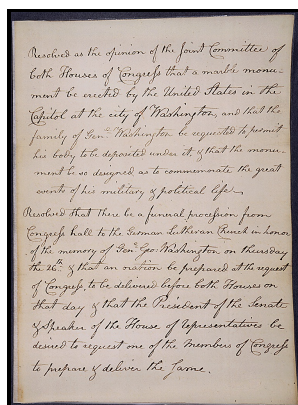 Resolved as the opinion of the Joint Committee of
both Houses of Congress that a marble monu-
ment be erected by the United States in the
Capitol at the city of Washington, and that the
family of Genl. Washington be requested to permit
his body to be deposited under it, & that the monu-
ment be so designed as to commemorate the great
events of his military & political life.
Resolved that there be a funeral procession from
Congress hall to the German Lutheran Church in honor
of the memory of Genl. Geo: Washington on thursday
the 26th. & that an oration be prepared at the request
of Congress, to be delivered before both Houses on
that day & that the President of the Senate
& Speaker of the House of Representatives be
desired to request one of the Members of Congress
to prepare & deliver the Same.